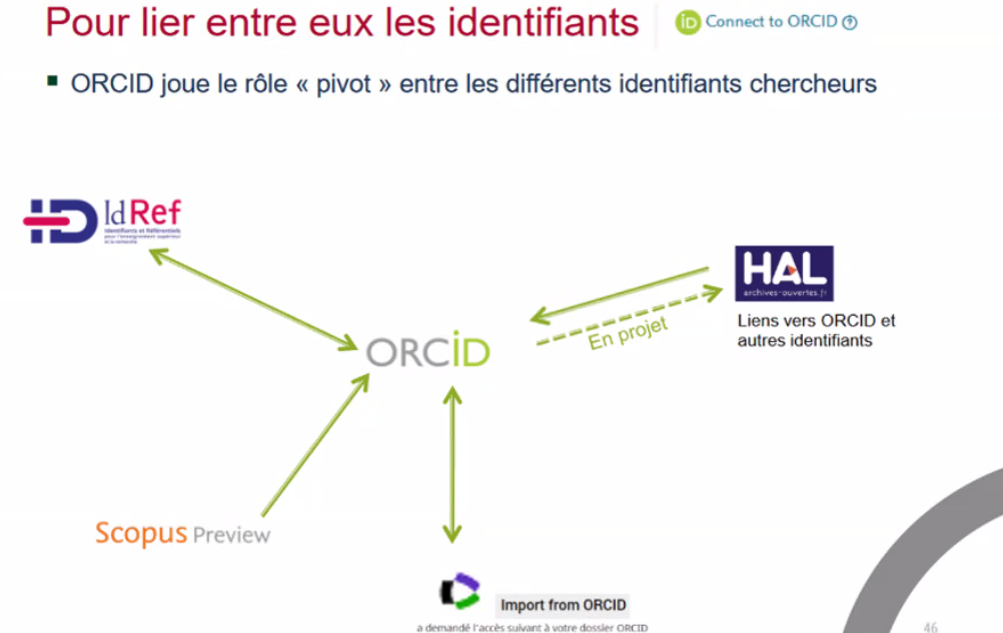 Pour lier entre eux les identifiants
iD Connect to ORCID ?
▪ ORCID joue le rôle « pivot » entre les différents identifiants chercheurs
IdRef
Identifiants et Référentiels
pour l'enseignement supérieur
et la recherche
HAL
archives-ouvertes.fr
En projet
Liens vers ORCID et
autres identifiants
ORCID
Scopus Preview
Import from ORCID
a demandé l'accès suivant à votre dossier ORCID
46